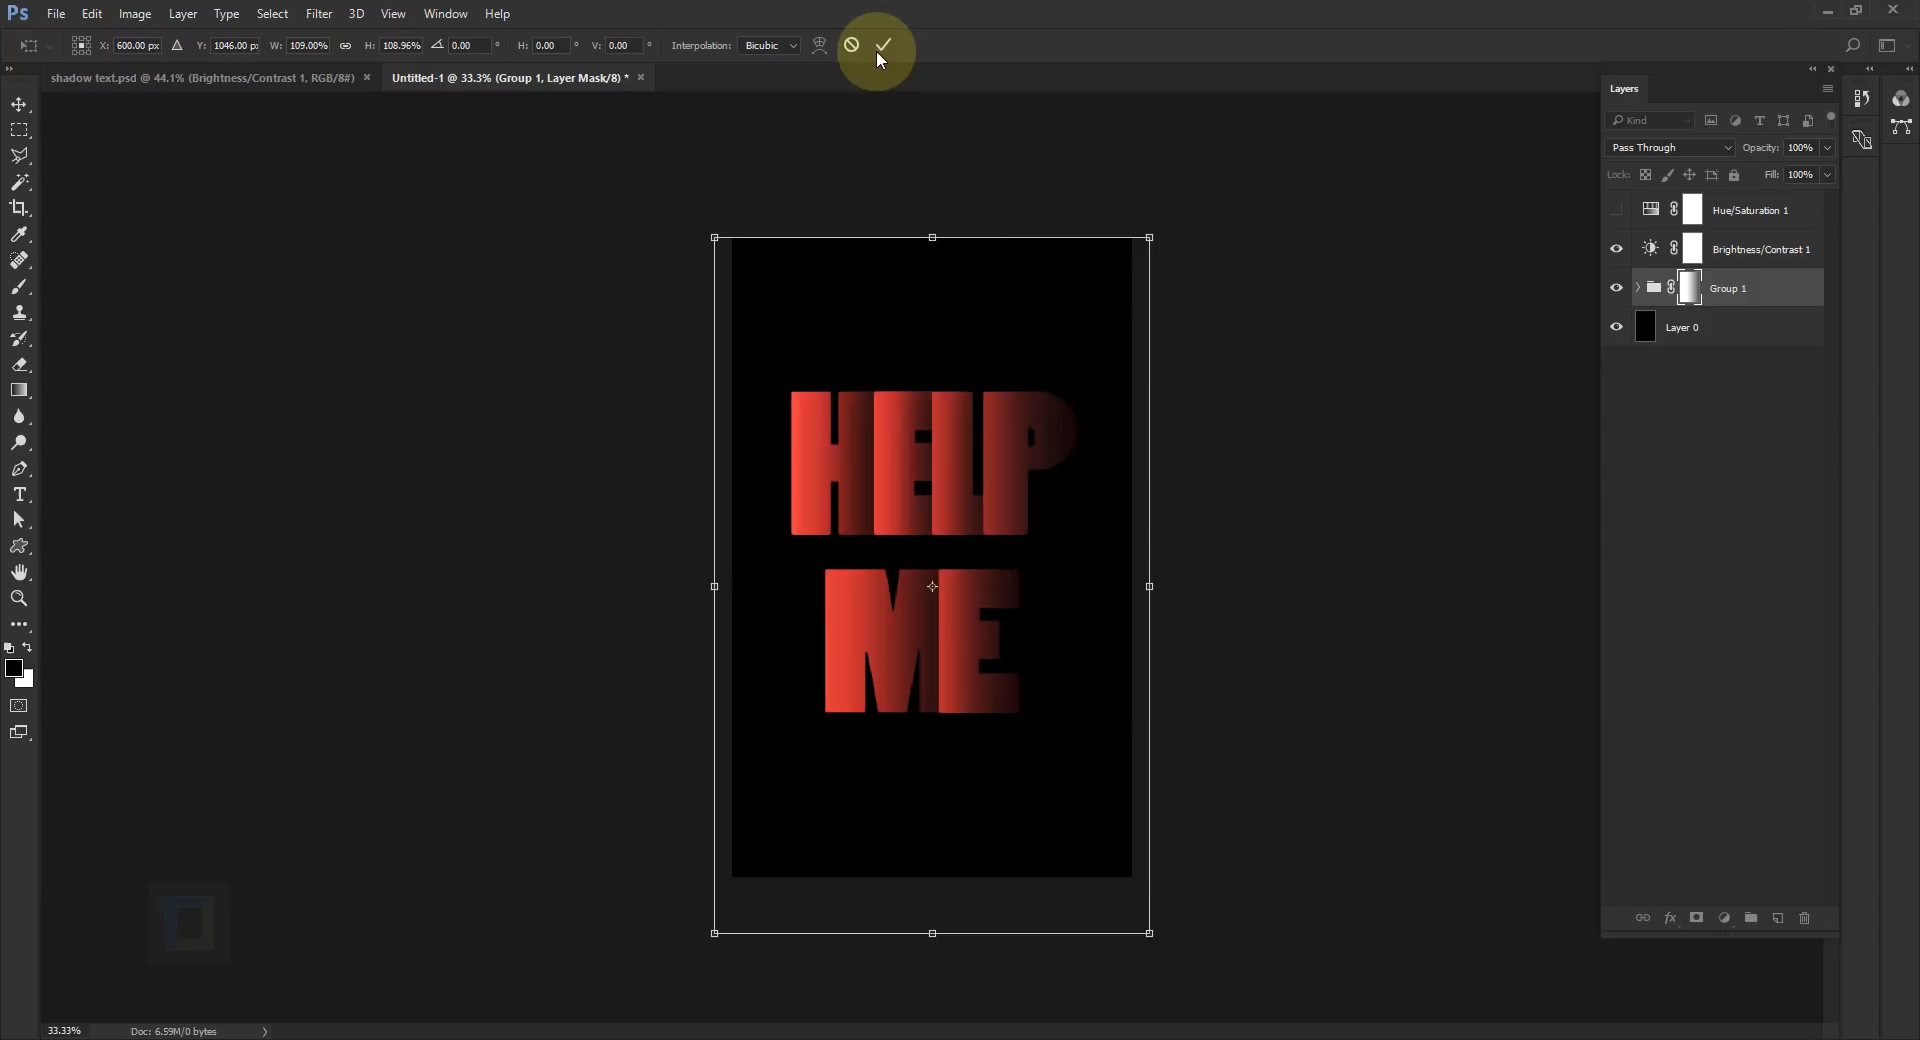 Ps File Edit Image Layer Type Select Filter 3D View Window Help
X: 600.00 px Y: 1046.00 px W: 109.00% H: 108.96% 0.00 ° H: 0.00 ° V: 0.00 ° Interpolation: Bicubic
shadow text.psd @ 44.1% (Brightness/Contrast 1, RGB/8#) × Untitled-1 @ 33.3% (Group 1, Layer Mask/8) * ×
Layers
Kind
Pass Through Opacity: 100%
Lock: Fill: 100%
Hue/Saturation 1
Brightness/Contrast 1
Group 1
Layer 0
HELP
ME
33.33% Doc: 6.59M/0 bytes